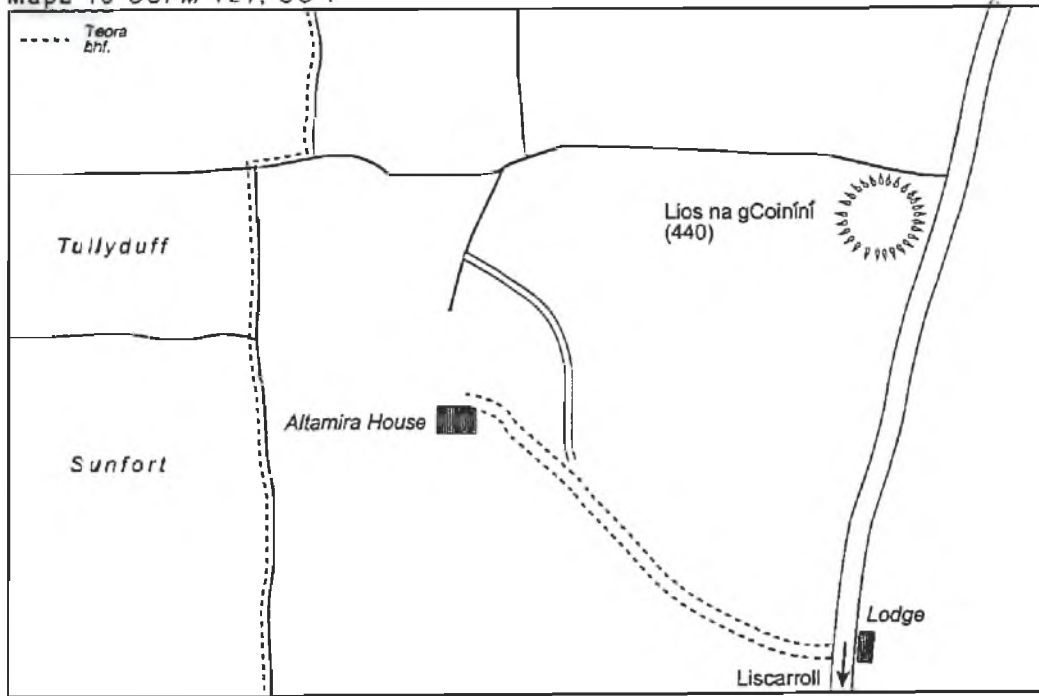 Teora
bhf.
Lios na gCoiníní
(440)
Tullyduff
Altamira House
Sunfort
Lodge
Liscarroll